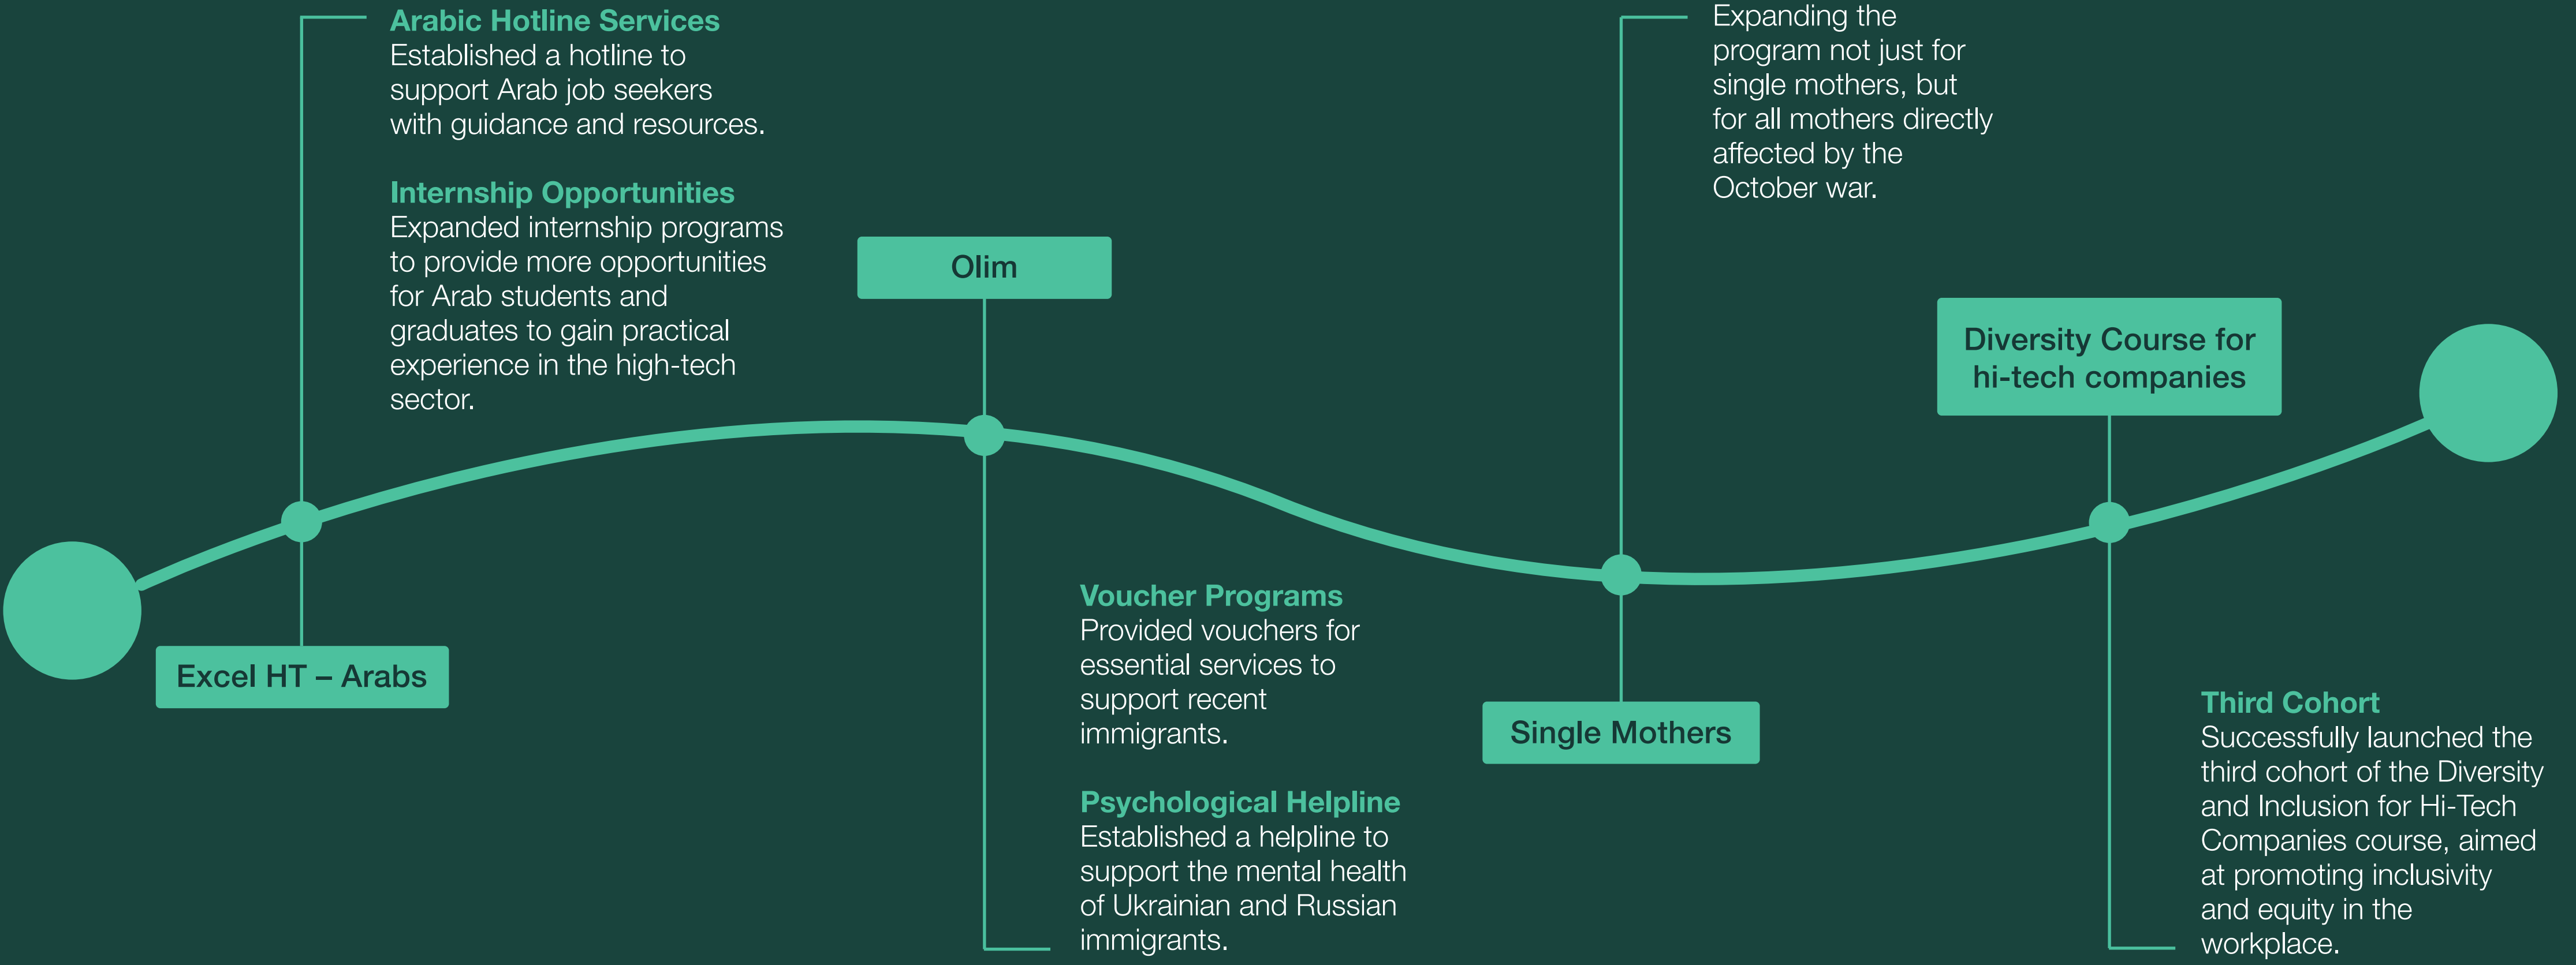 Arabic Hotline Services
Established a hotline to
support Arab job seekers
with guidance and resources.
Internship Opportunities
Expanded internship programs
to provide more opportunities
for Arab students and
graduates to gain practical
experience in the high-tech
sector.
Excel HT – Arabs
Olim
Voucher Programs
Provided vouchers for
essential services to
support recent
immigrants.
Psychological Helpline
Established a helpline to
support the mental health
of Ukrainian and Russian
immigrants.
Expanding the
program not just for
single mothers, but
for all mothers directly
affected by the
October war.
Single Mothers
Diversity Course for
hi-tech companies
Third Cohort
Successfully launched the
third cohort of the Diversity
and Inclusion for Hi-Tech
Companies course, aimed
at promoting inclusivity
and equity in the
workplace.